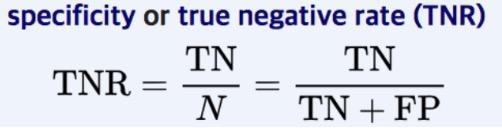 specificity or true negative rate (TNR)
TNR = TN/N = TN/(TN + FP)